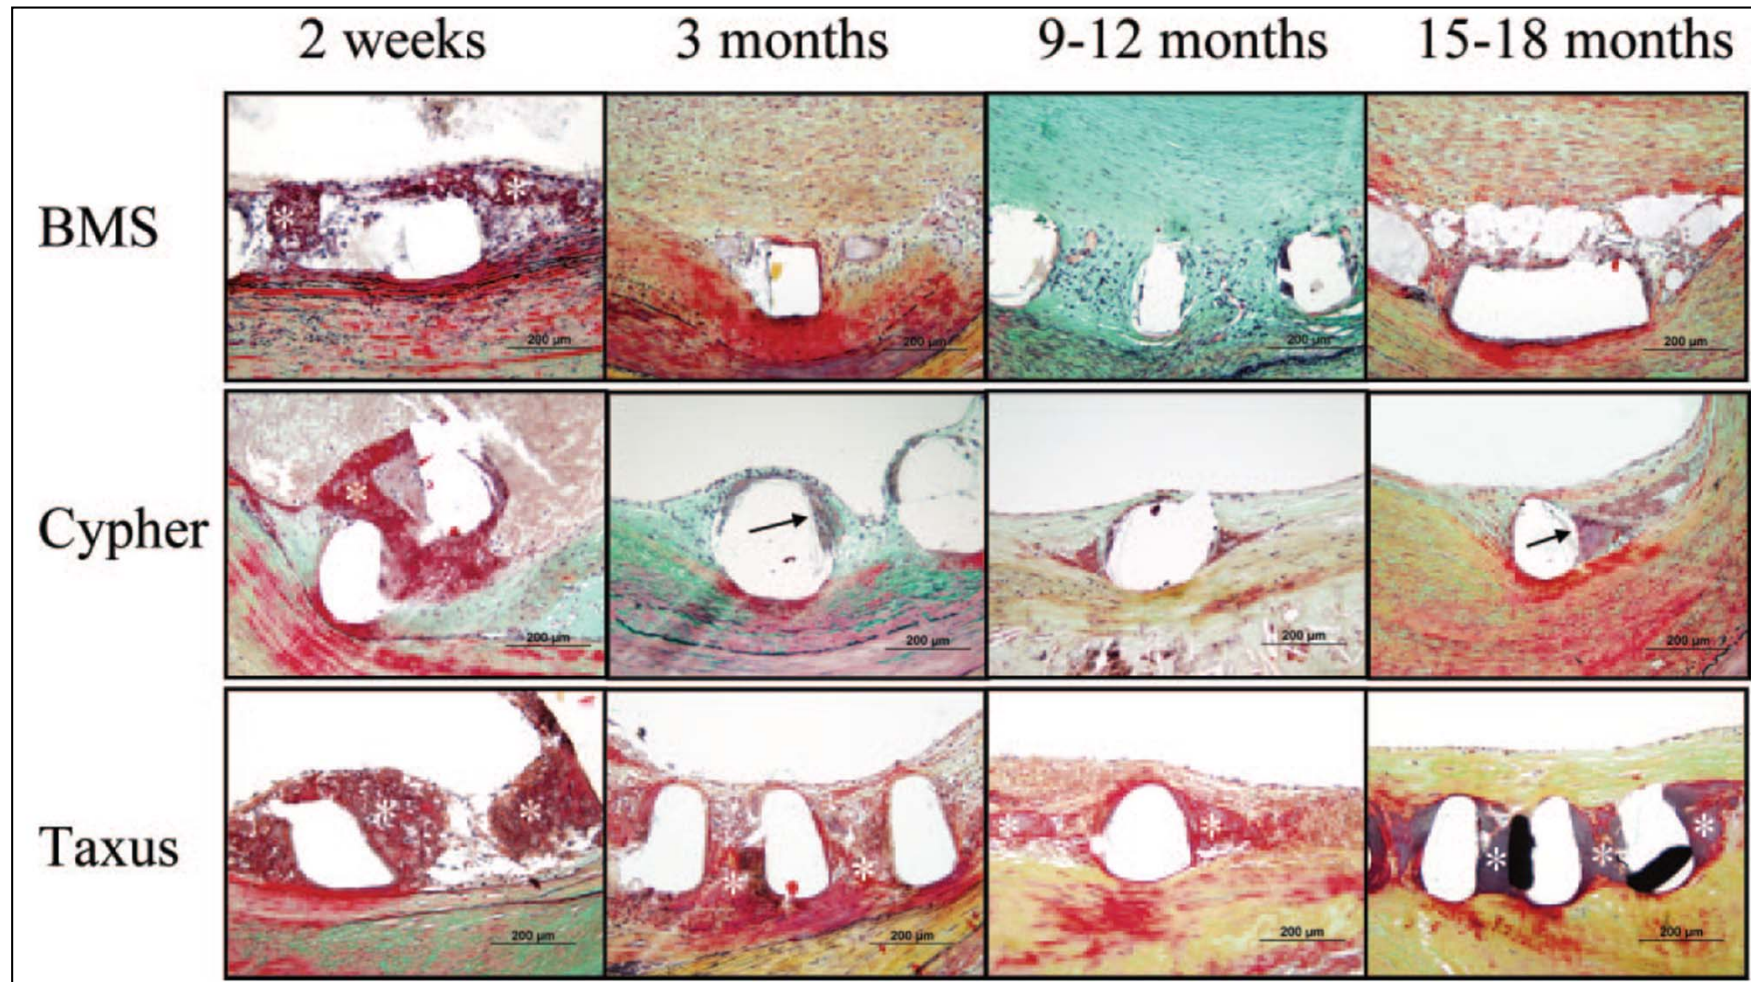 2 weeks 3 months 9-12 months 15-18 months
BMS
200 µm 200 µm 200 µm 200 µm
Cypher
200 µm 200 µm 200 µm 200 µm
Taxus
* * * * * * * * *
200 µm 200 µm 200 µm 200 µm